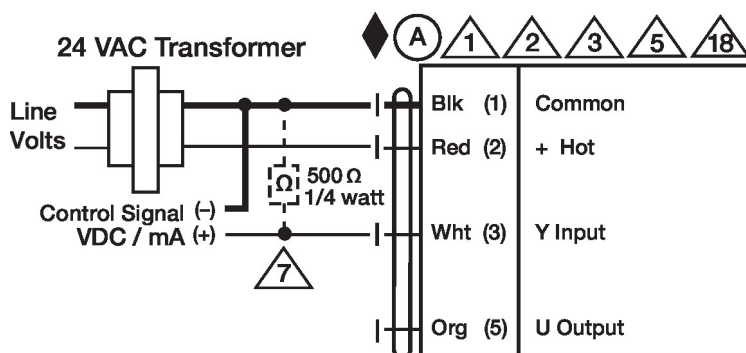 24 VAC Transformer
A 1 2 3 5 18
Line
Volts
Blk (1) Common
Red (2) + Hot
Ω 500 Ω
1/4 watt
Control Signal (–)
VDC / mA (+)
Wht (3) Y Input
7
Org (5) U Output